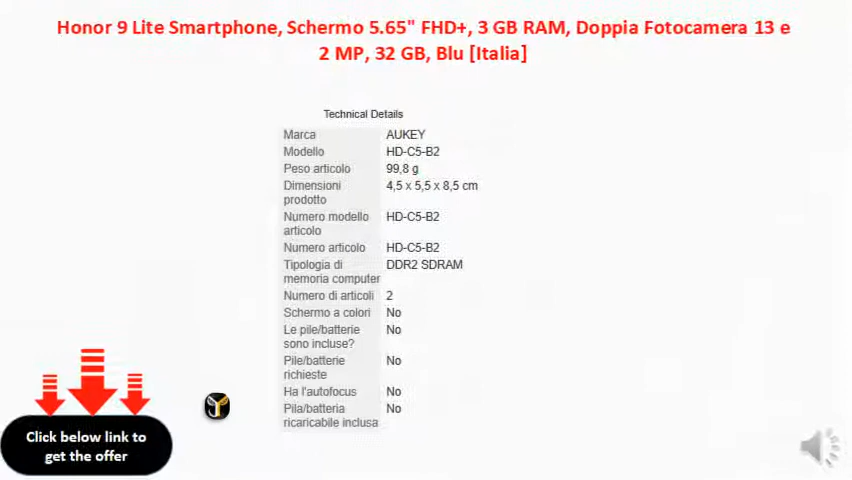 Honor 9 Lite Smartphone, Schermo 5.65" FHD+, 3 GB RAM, Doppia Fotocamera 13 e
2 MP, 32 GB, Blu [Italia]
Technical Details
Marca AUKEY
Modello HD-C5-B2
Peso articolo 99,8 g
Dimensioni 4,5 x 5,5 x 8,5 cm
prodotto
Numero modello HD-C5-B2
articolo
Numero articolo HD-C5-B2
Tipologia di DDR2 SDRAM
memoria computer
Numero di articoli 2
Schermo a colori No
Le pile/batterie No
sono incluse?
Pile/batterie No
richieste
Ha l'autofocus No
Pila/batteria No
ricaricabile inclusa
Click below link to
get the offer